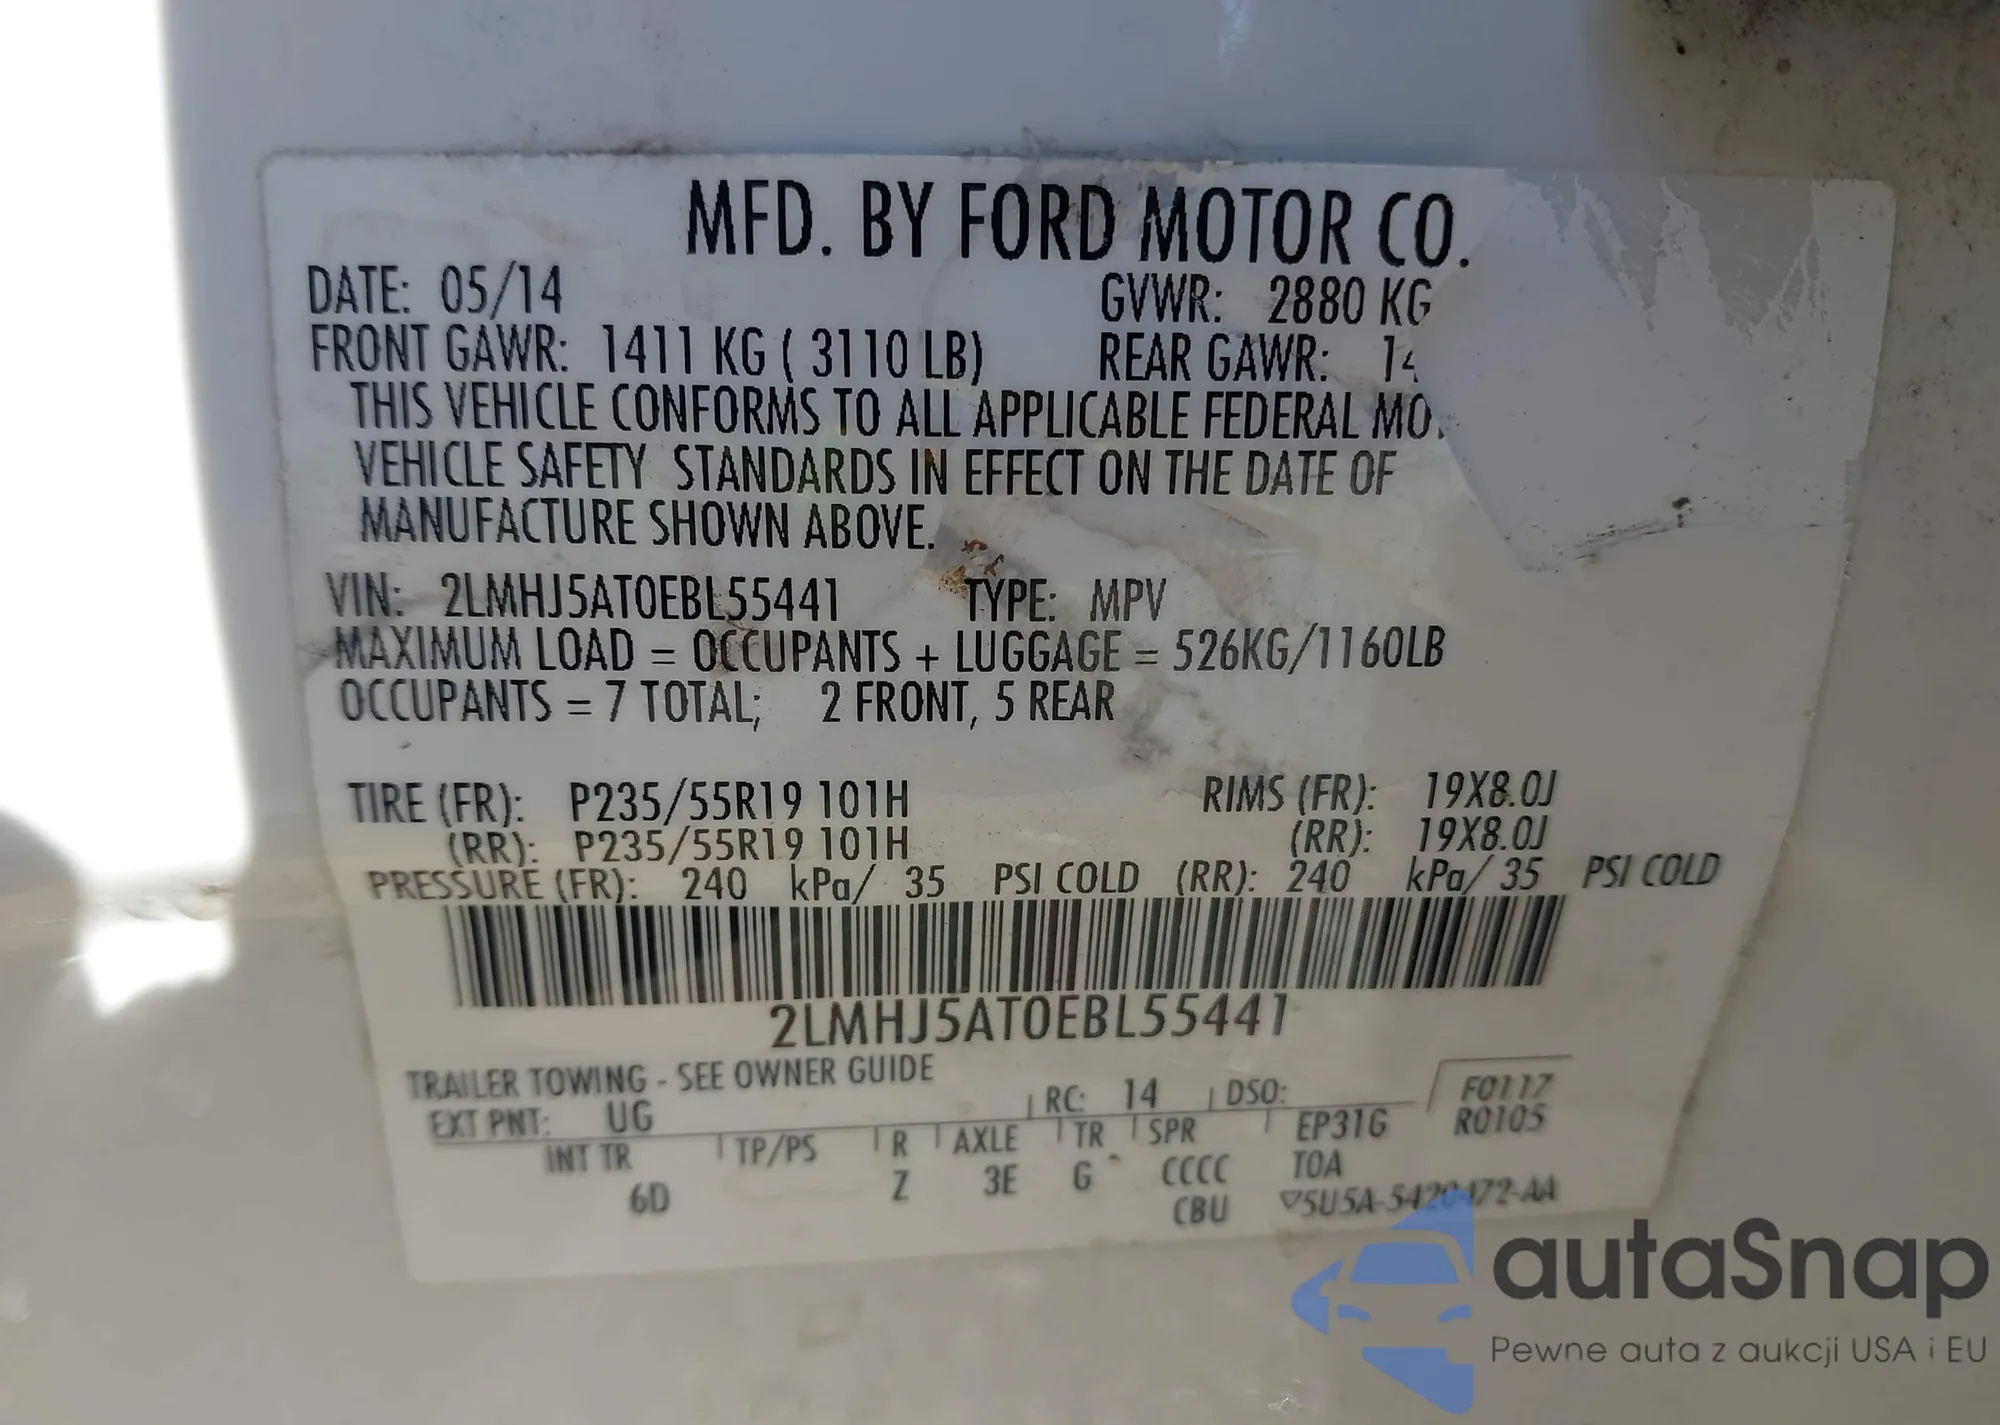 MFD. BY FORD MOTOR CO.
DATE: 05/14 GVWR: 2880 KG
FRONT GAWR: 1411 KG ( 3110 LB) REAR GAWR:
THIS VEHICLE CONFORMS TO ALL APPLICABLE FEDERAL
VEHICLE SAFETY STANDARDS IN EFFECT ON THE DATE OF
MANUFACTURE SHOWN ABOVE.
VIN: 2LMHJ5AT0EBL55441 TYPE: MPV
MAXIMUM LOAD = OCCUPANTS + LUGGAGE = 526KG/1160LB
OCCUPANTS = 7 TOTAL; 2 FRONT, 5 REAR
TIRE (FR): P235/55R19 101H RIMS (FR): 19X8.0J
(RR): P235/55R19 101H (RR): 19X8.0J
PRESSURE (FR): 240 kPa/ 35 PSI COLD (RR): 240 kPa/ 35 PSI COLD
2LMHJ5AT0EBL55441
TRAILER TOWING - SEE OWNER GUIDE
EXT PNT: UG RC: 14 DSO: F0117
R0105
INT TR TP/PS R AXLE TR SPR EP31G
6D Z 3E G CCCC T0A
CBU
autaSnap
Pewne auta z aukcji USA i EU